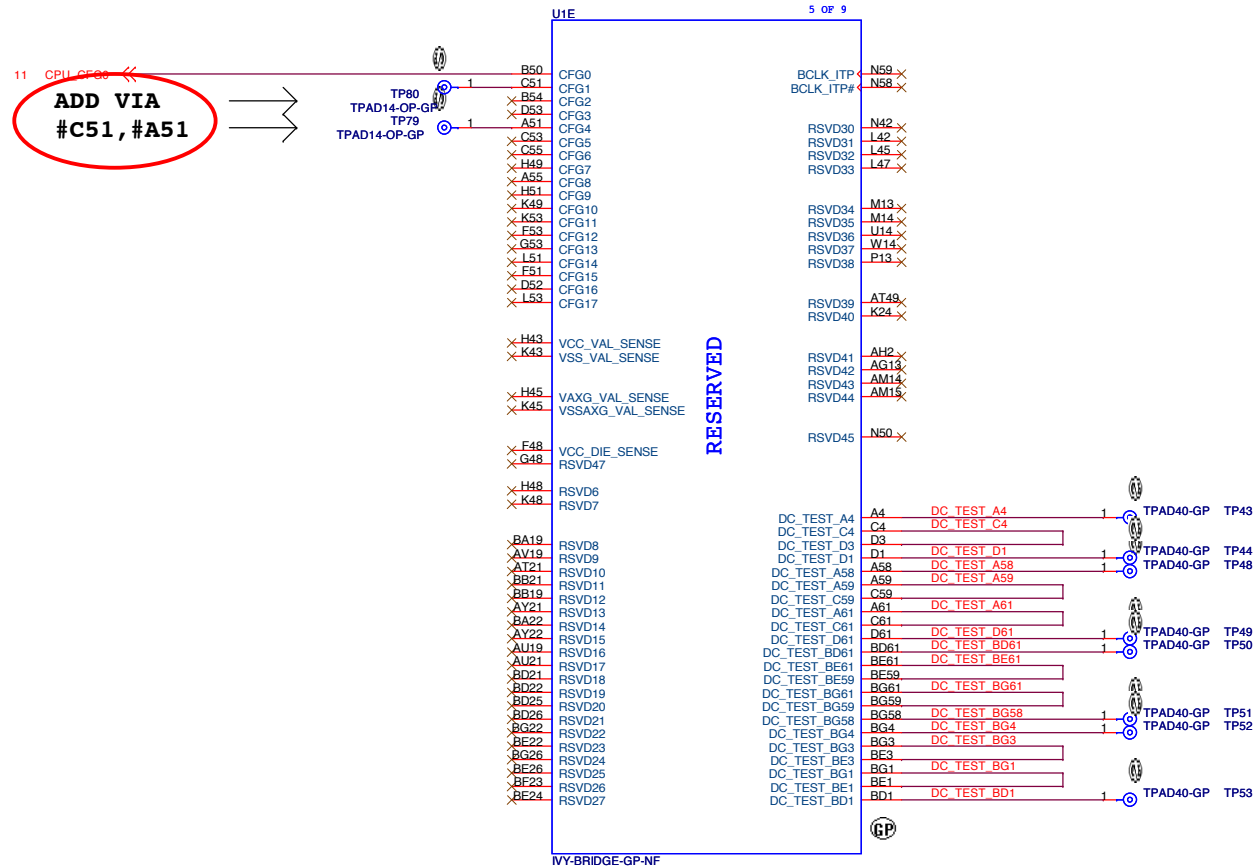 U1E
5 OF 9
11 CPU_CFG0
ADD VIA
#C51,#A51
TP80
TPAD14-OP-GP
TP79
TPAD14-OP-GP
1
1
B50 CFG0
C51 CFG1
B54 CFG2
D53 CFG3
A51 CFG4
C53 CFG5
C55 CFG6
H49 CFG7
A55 CFG8
H51 CFG9
K49 CFG10
K53 CFG11
F53 CFG12
G53 CFG13
L51 CFG14
F51 CFG15
D52 CFG16
L53 CFG17
H43 VCC_VAL_SENSE
K43 VSS_VAL_SENSE
H45 VAXG_VAL_SENSE
K45 VSSAXG_VAL_SENSE
F48 VCC_DIE_SENSE
G48 RSVD47
H48 RSVD6
K48 RSVD7
BA19 RSVD8
AV19 RSVD9
AT21 RSVD10
BB21 RSVD11
BB19 RSVD12
AY21 RSVD13
BA22 RSVD14
AY22 RSVD15
AU19 RSVD16
AU21 RSVD17
BD21 RSVD18
BD22 RSVD19
BD25 RSVD20
BD26 RSVD21
BG22 RSVD22
BE22 RSVD23
BG26 RSVD24
BE26 RSVD25
BF23 RSVD26
BE24 RSVD27
RESERVED
BCLK_ITP N59
BCLK_ITP# N58
RSVD30 N42
RSVD31 L42
RSVD32 L45
RSVD33 L47
RSVD34 M13
RSVD35 M14
RSVD36 U14
RSVD37 W14
RSVD38 P13
RSVD39 AT49
RSVD40 K24
RSVD41 AH2
RSVD42 AG13
RSVD43 AM14
RSVD44 AM15
RSVD45 N50
DC_TEST_A4 A4 DC_TEST_A4 1 TPAD40-GP TP43
DC_TEST_C4 C4 DC_TEST_C4
DC_TEST_D3 D3
DC_TEST_D1 D1 DC_TEST_D1 1 TPAD40-GP TP44
DC_TEST_A58 A58 DC_TEST_A58 1 TPAD40-GP TP48
DC_TEST_A59 A59 DC_TEST_A59
DC_TEST_C59 C59
DC_TEST_A61 A61 DC_TEST_A61
DC_TEST_C61 C61
DC_TEST_D61 D61 DC_TEST_D61 1 TPAD40-GP TP49
DC_TEST_BD61 BD61 DC_TEST_BD61 1 TPAD40-GP TP50
DC_TEST_BE61 BE61 DC_TEST_BE61
DC_TEST_BE59 BE59
DC_TEST_BG61 BG61 DC_TEST_BG61
DC_TEST_BG59 BG59
DC_TEST_BG58 BG58 DC_TEST_BG58 1 TPAD40-GP TP51
DC_TEST_BG4 BG4 DC_TEST_BG4 1 TPAD40-GP TP52
DC_TEST_BG3 BG3 DC_TEST_BG3
DC_TEST_BE3 BE3
DC_TEST_BG1 BG1 DC_TEST_BG1
DC_TEST_BE1 BE1
DC_TEST_BD1 BD1 DC_TEST_BD1 1 TPAD40-GP TP53
GP
IVY-BRIDGE-GP-NF